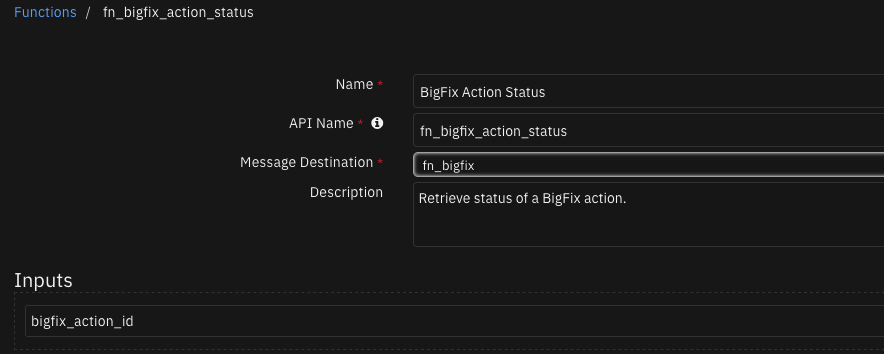 Functions / fn_bigfix_action_status
Name * BigFix Action Status
API Name * fn_bigfix_action_status
Message Destination * fn_bigfix
Description Retrieve status of a BigFix action.
Inputs
bigfix_action_id